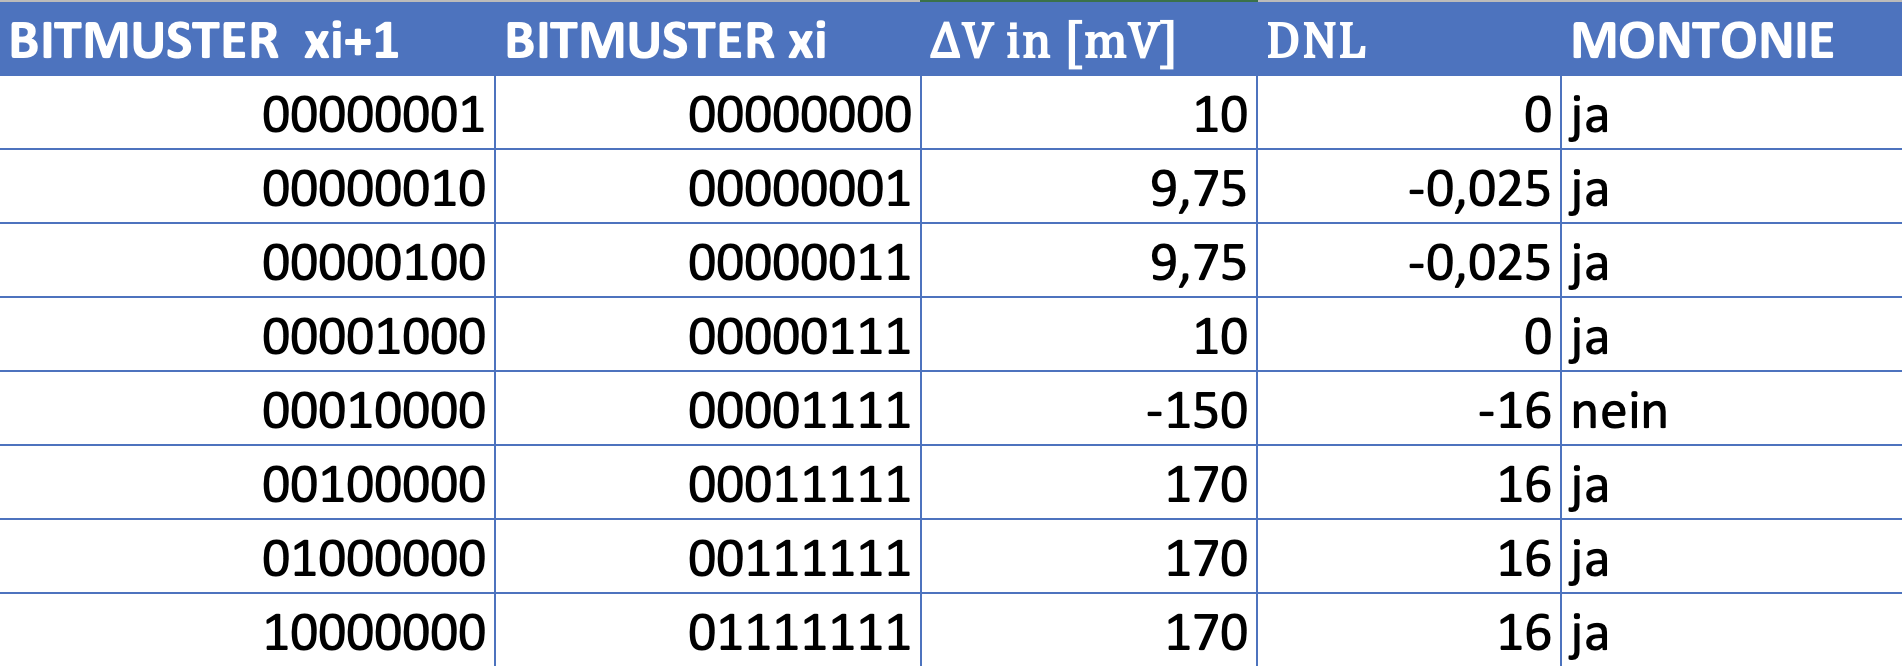 BITMUSTER xi+1 BITMUSTER xi ΔV in [mV] DNL MONTONIE
00000001 00000000 10 0 ja
00000010 00000001 9,75 -0,025 ja
00000100 00000011 9,75 -0,025 ja
00001000 00000111 10 0 ja
00010000 00001111 -150 -16 nein
00100000 00011111 170 16 ja
01000000 00111111 170 16 ja
10000000 01111111 170 16 ja